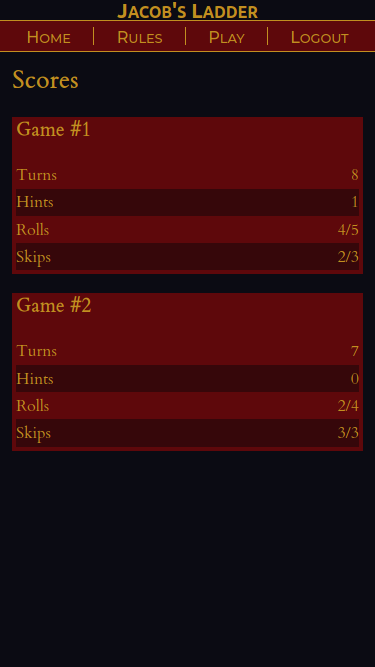 Jacob's Ladder
Home Rules Play Logout
Scores
Game #1
Turns 8
Hints 1
Rolls 4/5
Skips 2/3
Game #2
Turns 7
Hints 0
Rolls 2/4
Skips 3/3